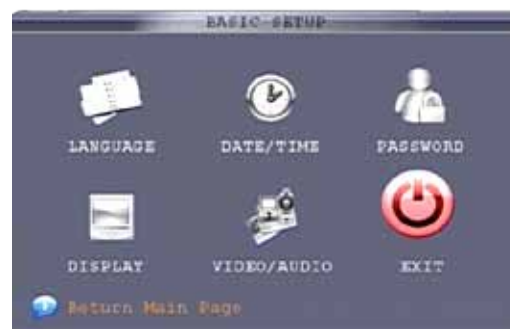 BASIC SETUP
LANGUAGE DATE/TIME PASSWORD
DISPLAY VIDEO/AUDIO EXIT
Return Main Page